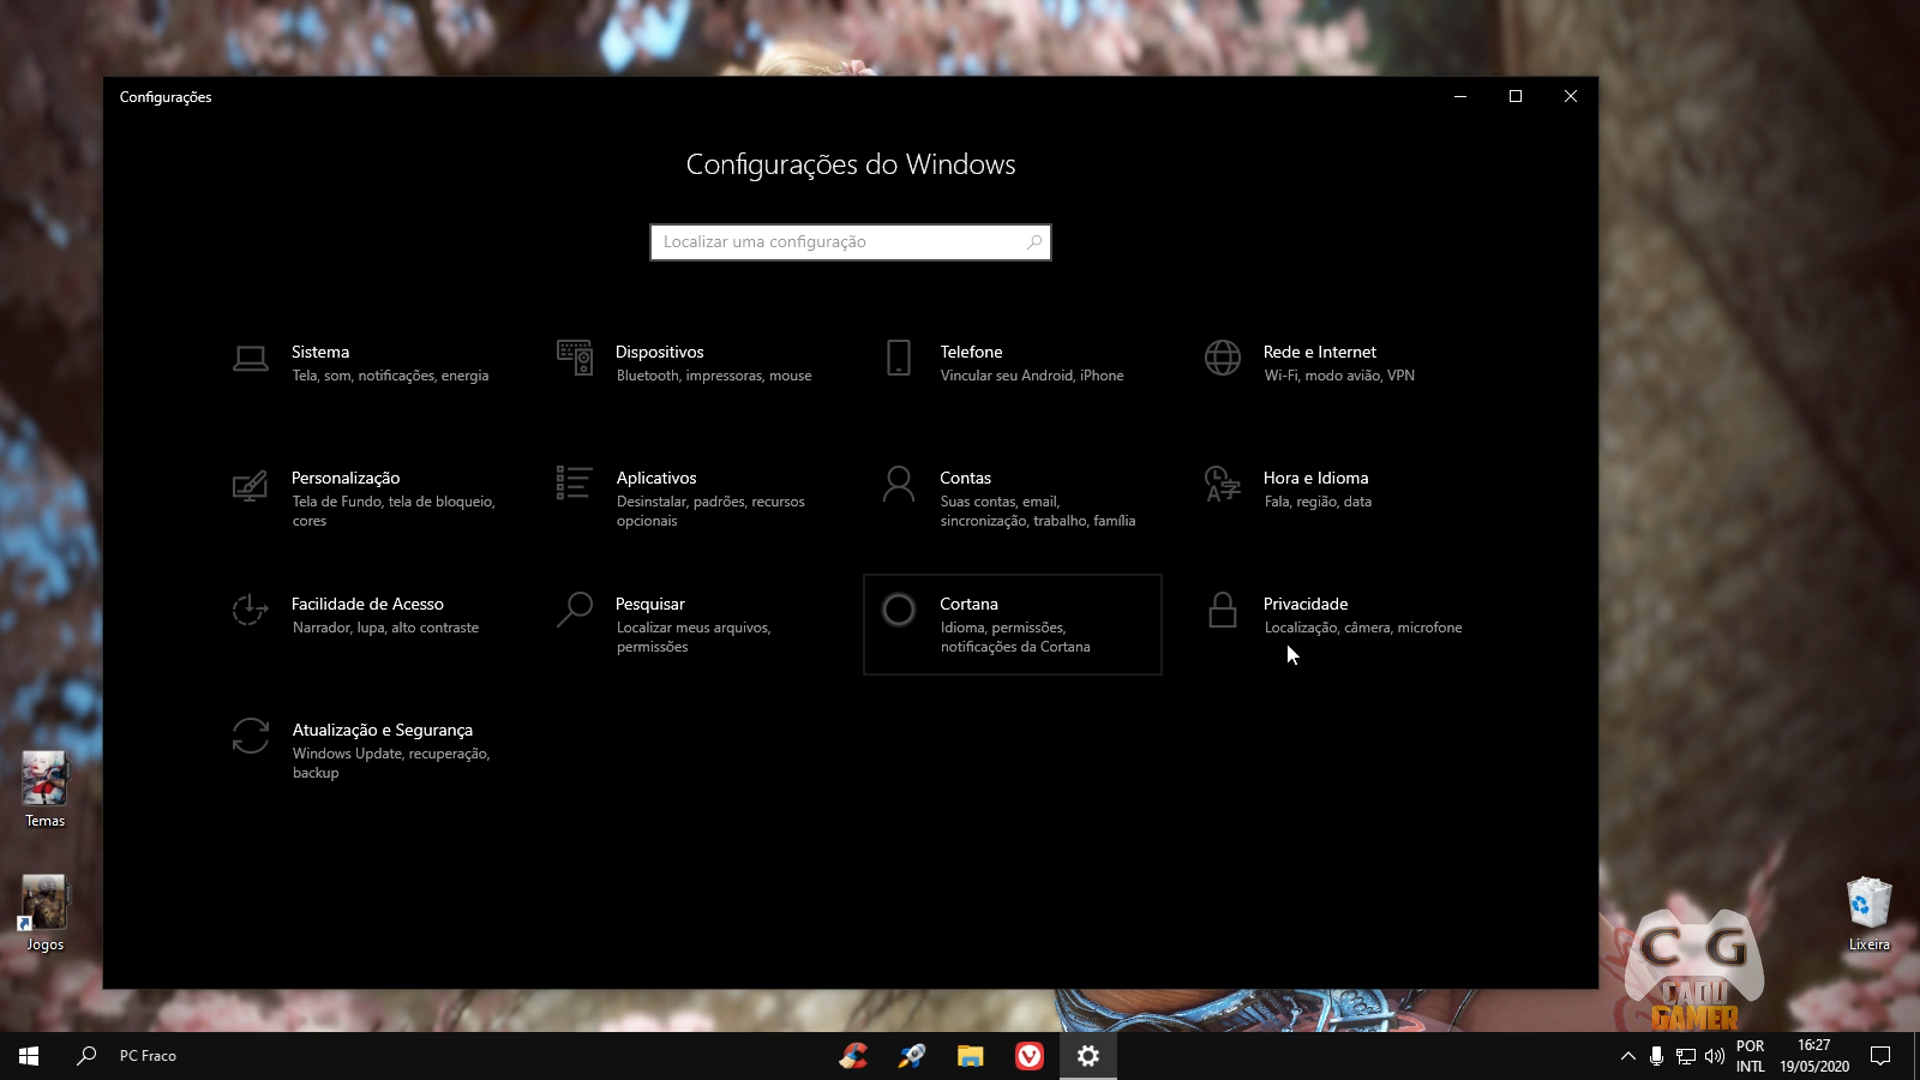 Configurações
Configurações do Windows
Localizar uma configuração
Sistema
Tela, som, notificações, energia
Dispositivos
Bluetooth, impressoras, mouse
Telefone
Vincular seu Android, iPhone
Rede e Internet
Wi-Fi, modo avião, VPN
Personalização
Tela de Fundo, tela de bloqueio,
cores
Aplicativos
Desinstalar, padrões, recursos
opcionais
Contas
Suas contas, email,
sincronização, trabalho, família
Hora e Idioma
Fala, região, data
Facilidade de Acesso
Narrador, lupa, alto contraste
Pesquisar
Localizar meus arquivos,
permissões
Cortana
Idioma, permissões,
notificações da Cortana
Privacidade
Localização, câmera, microfone
Atualização e Segurança
Windows Update, recuperação,
backup
Temas
Jogos
Lixeira
C G
CADU
GAMER
PC Fraco
POR
INTL
16:27
19/05/2020